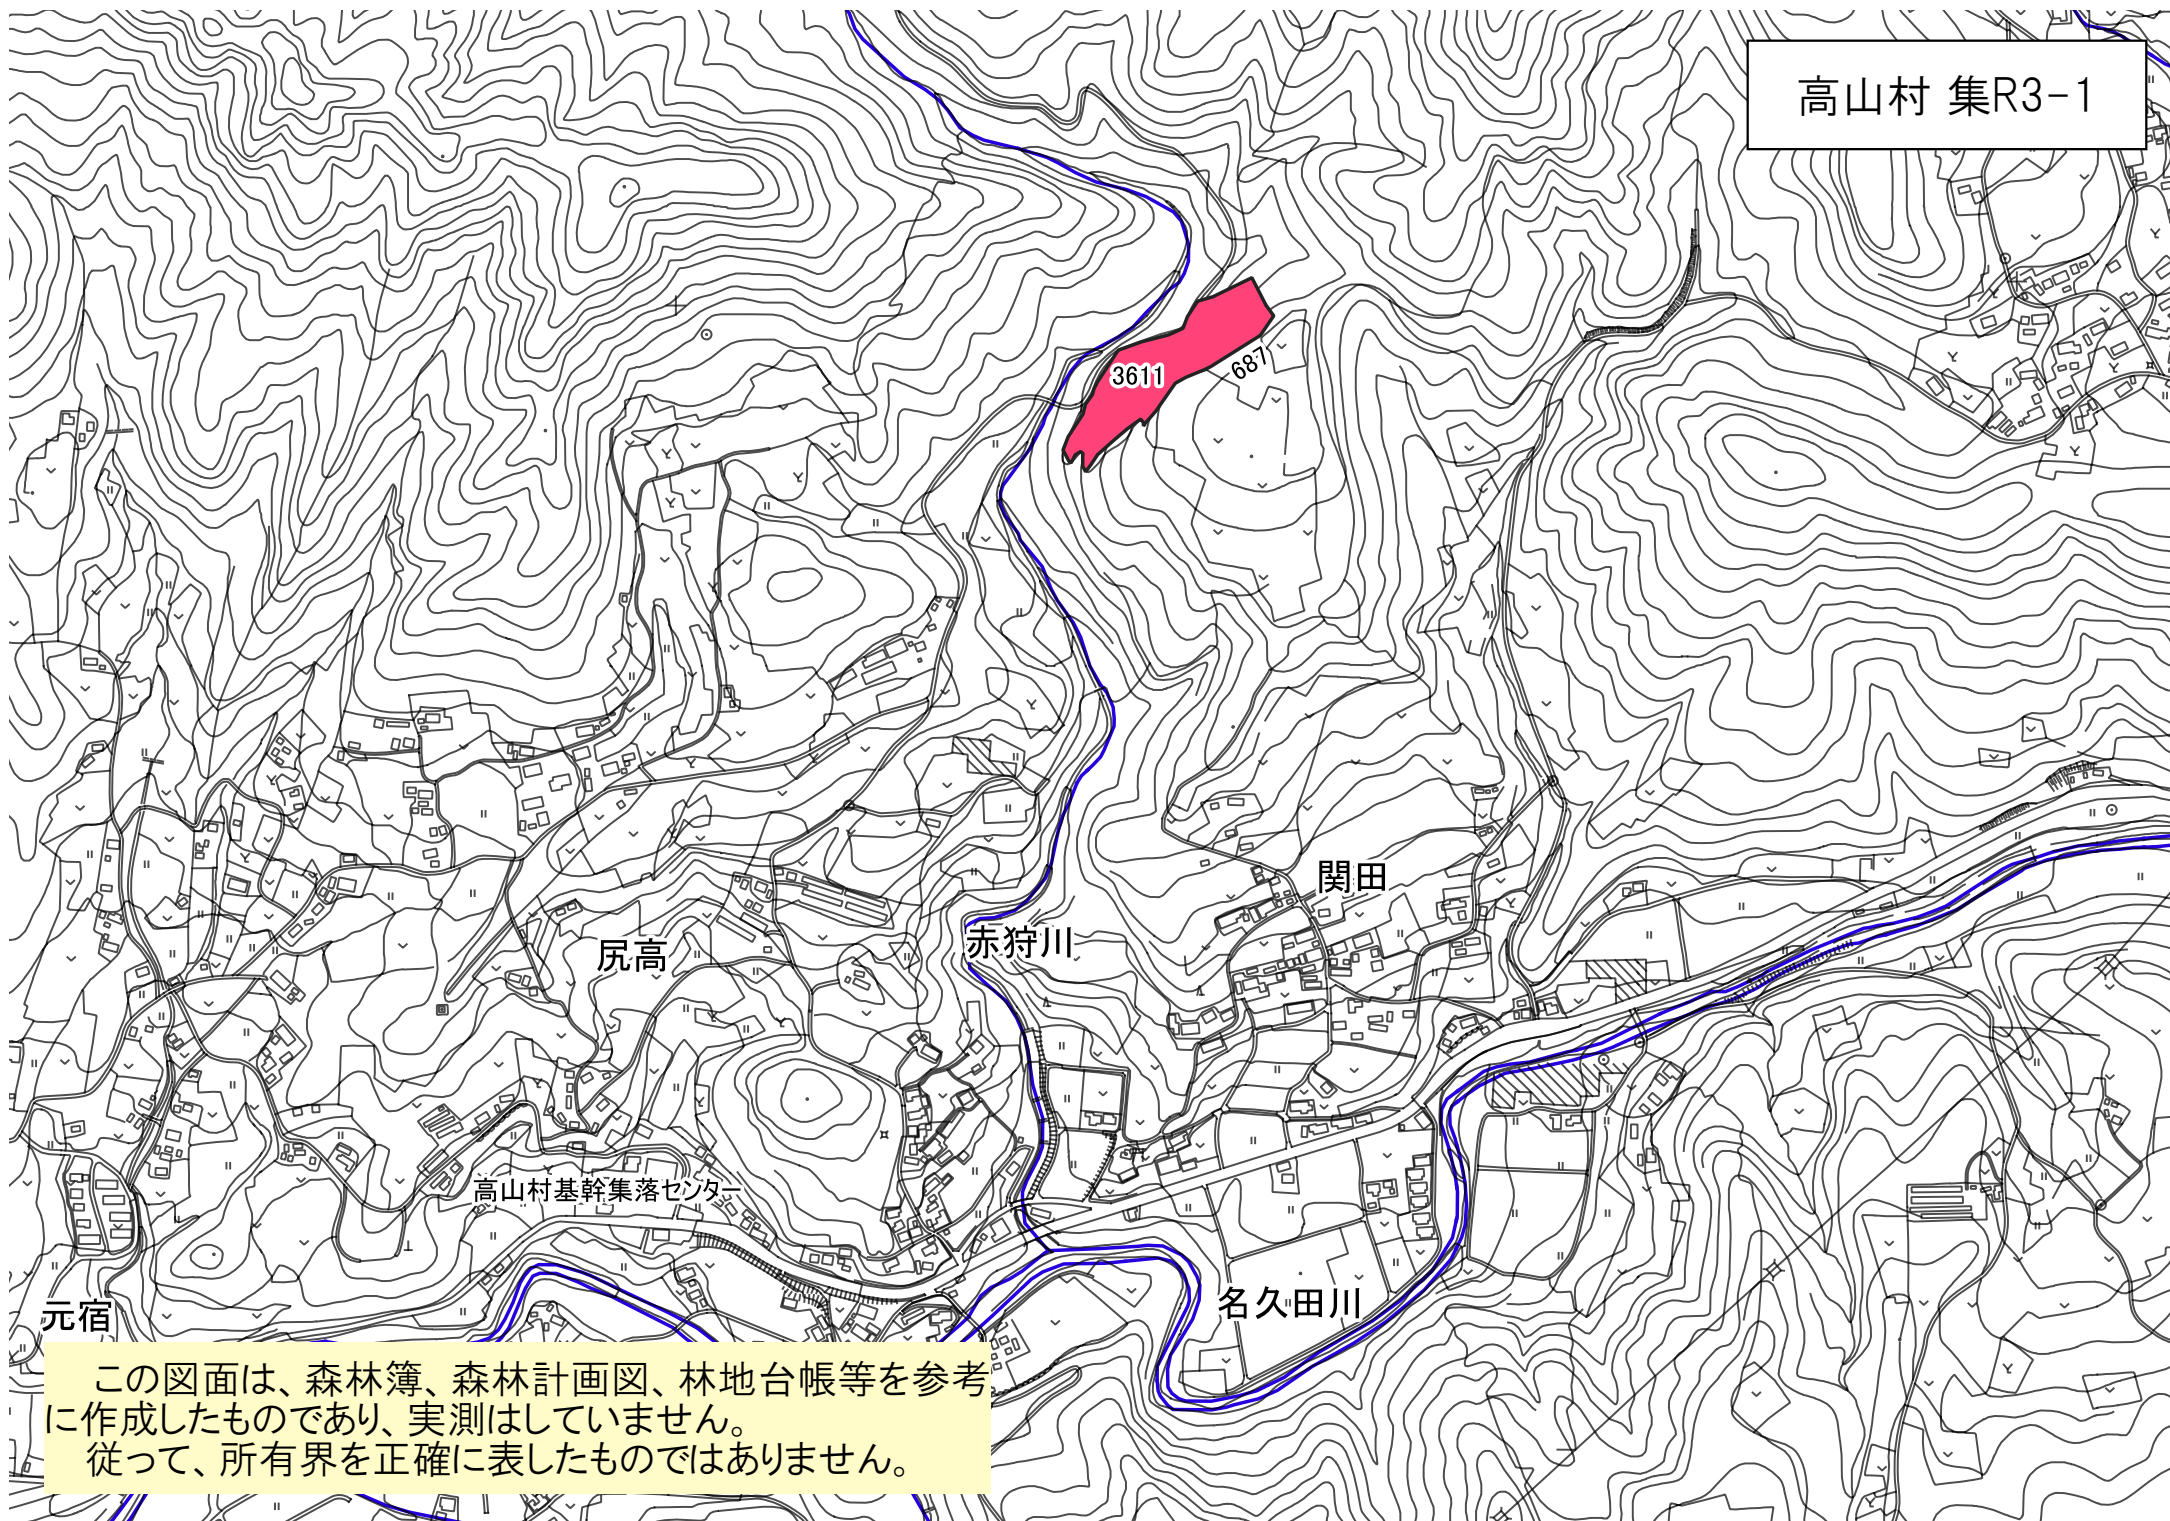 高山村 集R3-1
3611
687
関田
赤狩川
尻高
高山村基幹集落センター
名久田川
元宿
この図面は、森林簿、森林計画図、林地台帳等を参考
に作成したものであり、実測はしていません。
従って、所有界を正確に表したものではありません。